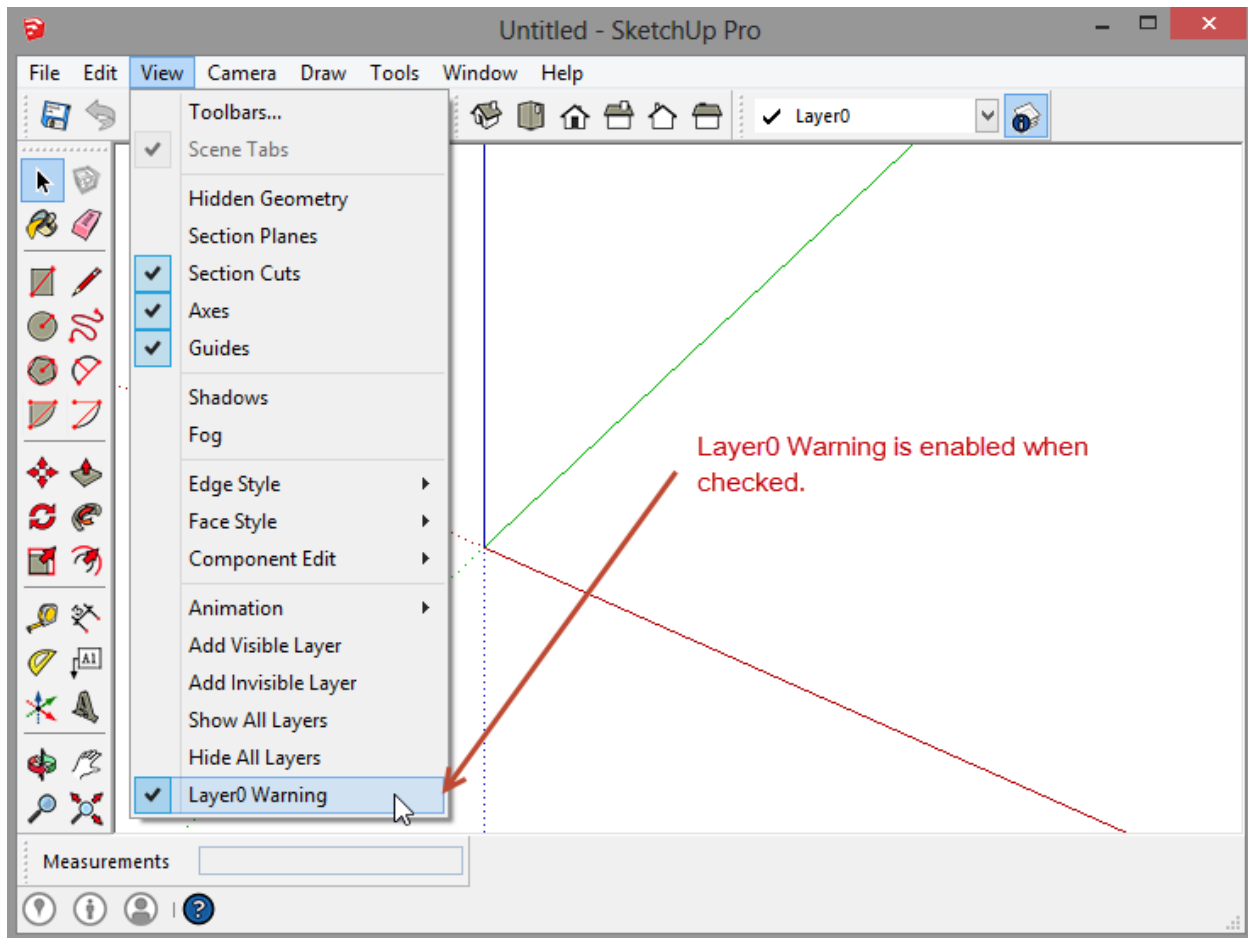 Untitled - SketchUp Pro
File Edit View Camera Draw Tools Window Help
Toolbars...
Layer0
Scene Tabs
Hidden Geometry
Section Planes
Section Cuts
Axes
Guides
Shadows
Fog
Edge Style
Face Style
Component Edit
Animation
Add Visible Layer
Add Invisible Layer
Show All Layers
Hide All Layers
Layer0 Warning
Layer0 Warning is enabled when
checked.
A1
Measurements